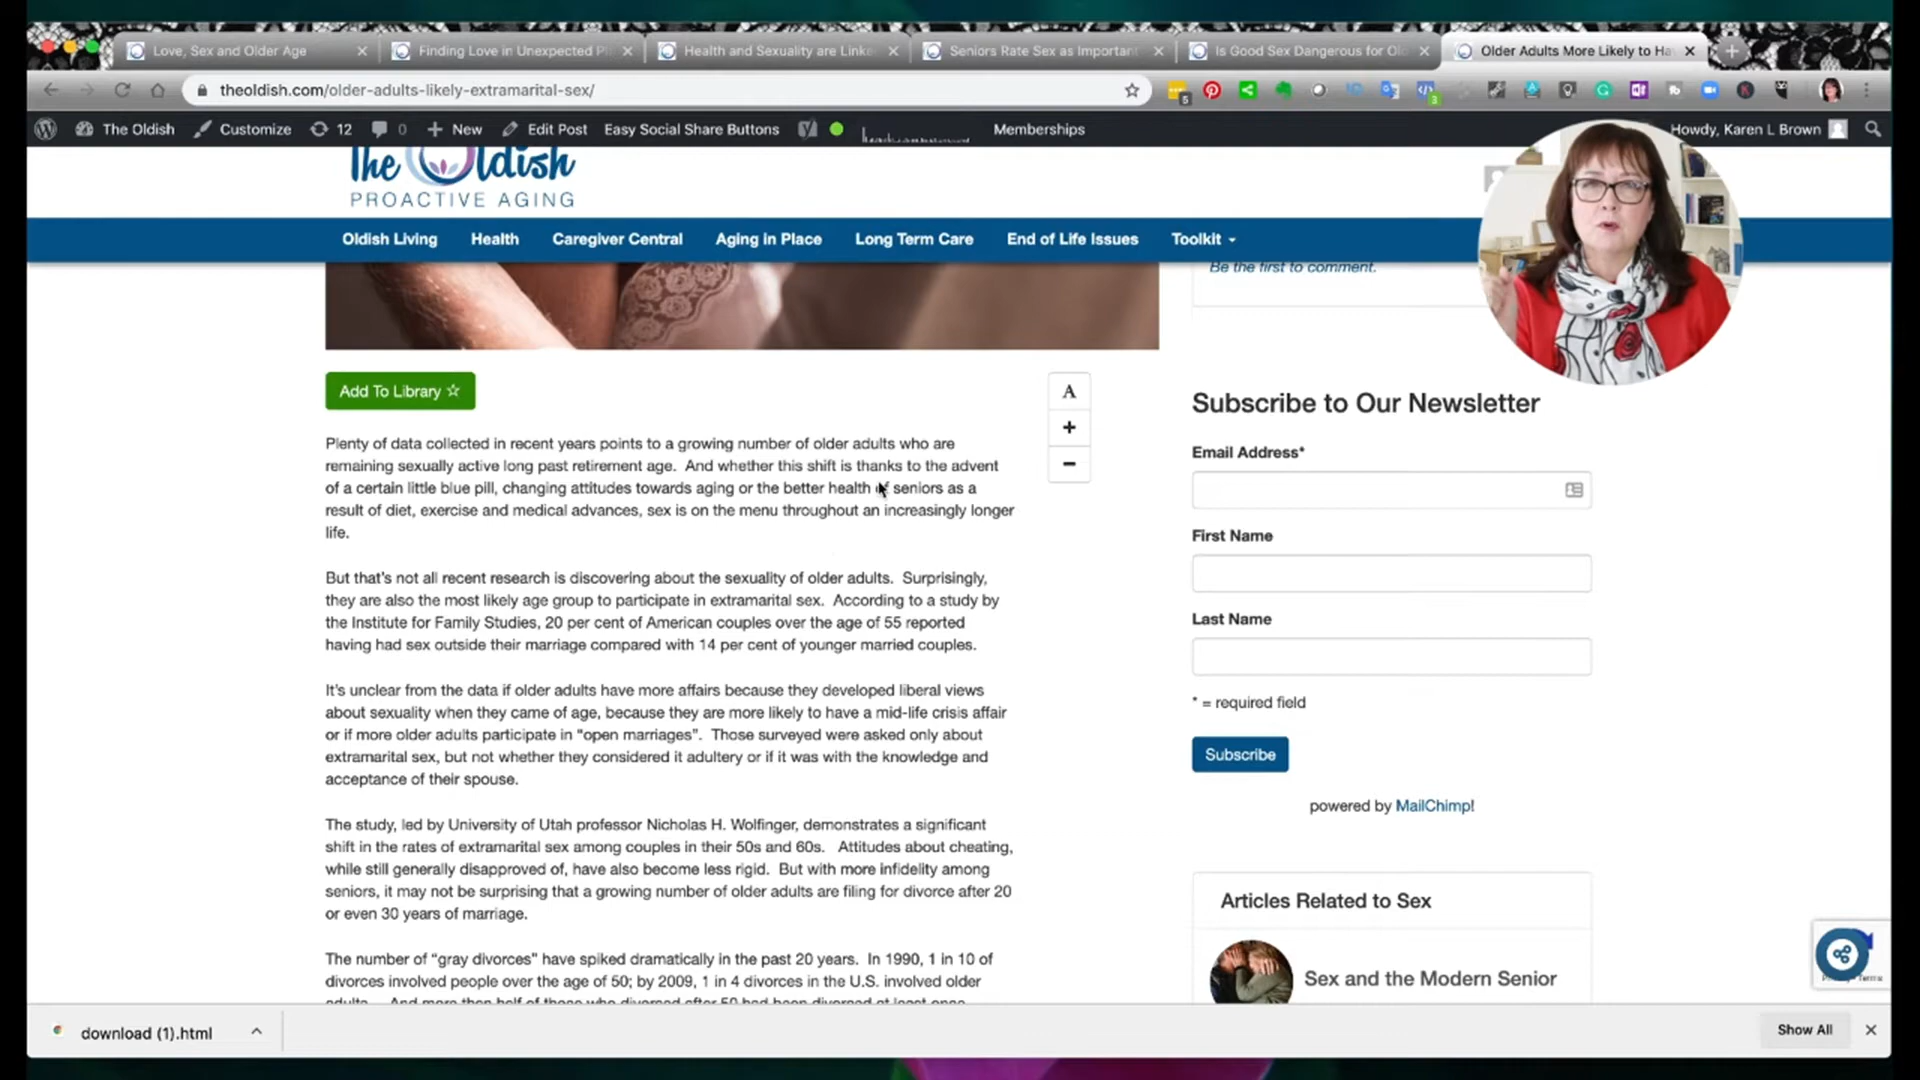 Love, Sex and Older Age
Finding Love in Unexpected Pl
Health and Sexuality are Linke
Seniors Rate Sex as Important
Is Good Sex Dangerous for Ol
Older Adults More Likely to Ha
theoldish.com/older-adults-likely-extramarital-sex/
5
3
The Oldish
Customize
12
0
New
Edit Post
Easy Social Share Buttons
Memberships
Howdy, Karen L Brown
The Oldish
PROACTIVE AGING
Oldish Living
Health
Caregiver Central
Aging in Place
Long Term Care
End of Life Issues
Toolkit
Be the first to comment.
Add To Library
A
+
−
Plenty of data collected in recent years points to a growing number of older adults who are
remaining sexually active long past retirement age. And whether this shift is thanks to the advent
of a certain little blue pill, changing attitudes towards aging or the better health of seniors as a
result of diet, exercise and medical advances, sex is on the menu throughout an increasingly longer
life.
But that's not all recent research is discovering about the sexuality of older adults. Surprisingly,
they are also the most likely age group to participate in extramarital sex. According to a study by
the Institute for Family Studies, 20 per cent of American couples over the age of 55 reported
having had sex outside their marriage compared with 14 per cent of younger married couples.
It's unclear from the data if older adults have more affairs because they developed liberal views
about sexuality when they came of age, because they are more likely to have a mid-life crisis affair
or if more older adults participate in “open marriages”. Those surveyed were asked only about
extramarital sex, but not whether they considered it adultery or if it was with the knowledge and
acceptance of their spouse.
The study, led by University of Utah professor Nicholas H. Wolfinger, demonstrates a significant
shift in the rates of extramarital sex among couples in their 50s and 60s. Attitudes about cheating,
while still generally disapproved of, have also become less rigid. But with more infidelity among
seniors, it may not be surprising that a growing number of older adults are filing for divorce after 20
or even 30 years of marriage.
The number of “gray divorces” have spiked dramatically in the past 20 years. In 1990, 1 in 10 of
divorces involved people over the age of 50; by 2009, 1 in 4 divorces in the U.S. involved older
adults. And more than half of those who divorced after 50 had been divorced at least once
Subscribe to Our Newsletter
Email Address*
First Name
Last Name
* = required field
Subscribe
powered by MailChimp!
Articles Related to Sex
Sex and the Modern Senior
Terms
download (1).html
Show All